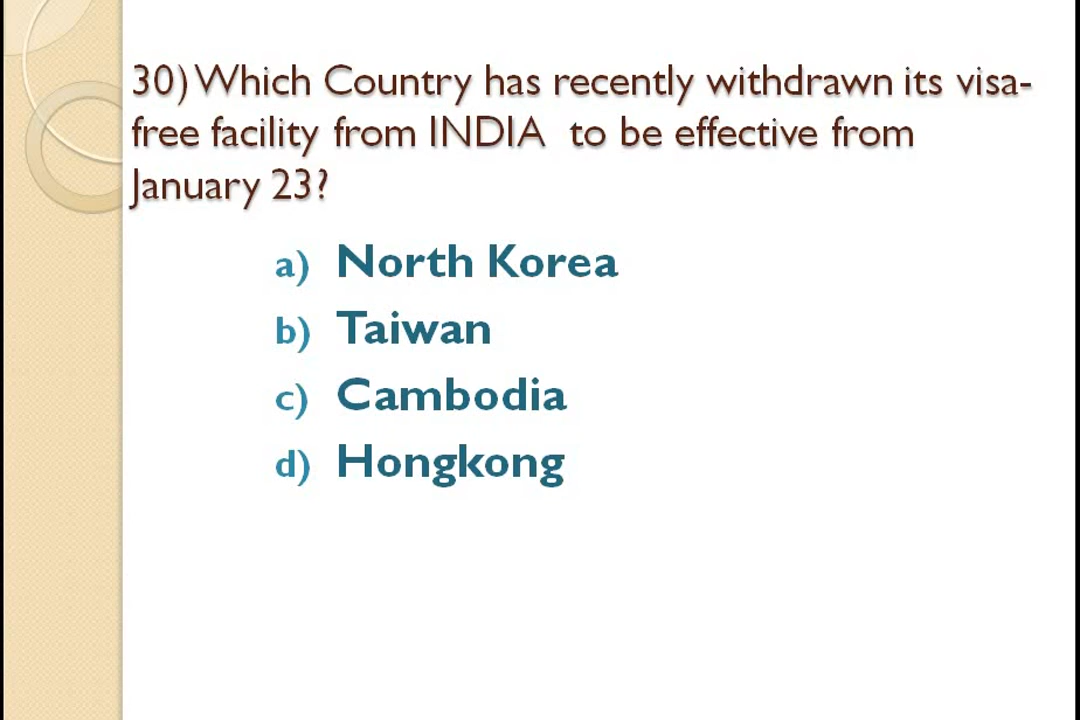 30) Which Country has recently withdrawn its visa-
free facility from INDIA to be effective from
January 23?
a) North Korea
b) Taiwan
c) Cambodia
d) Hongkong